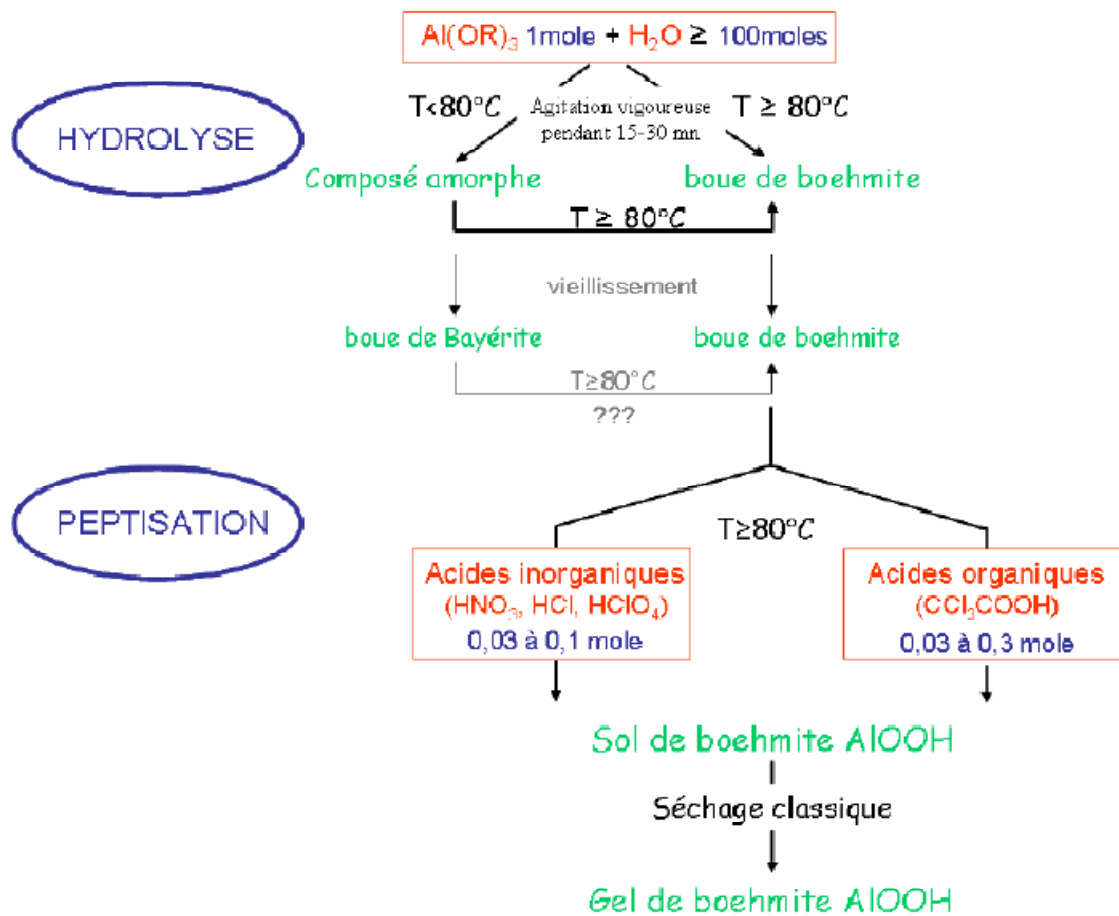 Al(OR)₃ 1mole + H₂O ≥ 100moles
T<80°C
Agitation vigoureuse
pendant 15-30 mn
T ≥ 80°C
HYDROLYSE
Composé amorphe
boue de boehmite
T ≥ 80°C
vieillissement
boue de Bayérite
boue de boehmite
T≥80°C
???
PEPTISATION
T≥80°C
Acides inorganiques
(HNO₃, HCl, HClO₄)
0,03 à 0,1 mole
Acides organiques
(CCl₃COOH)
0,03 à 0,3 mole
Sol de boehmite AlOOH
Séchage classique
Gel de boehmite AlOOH